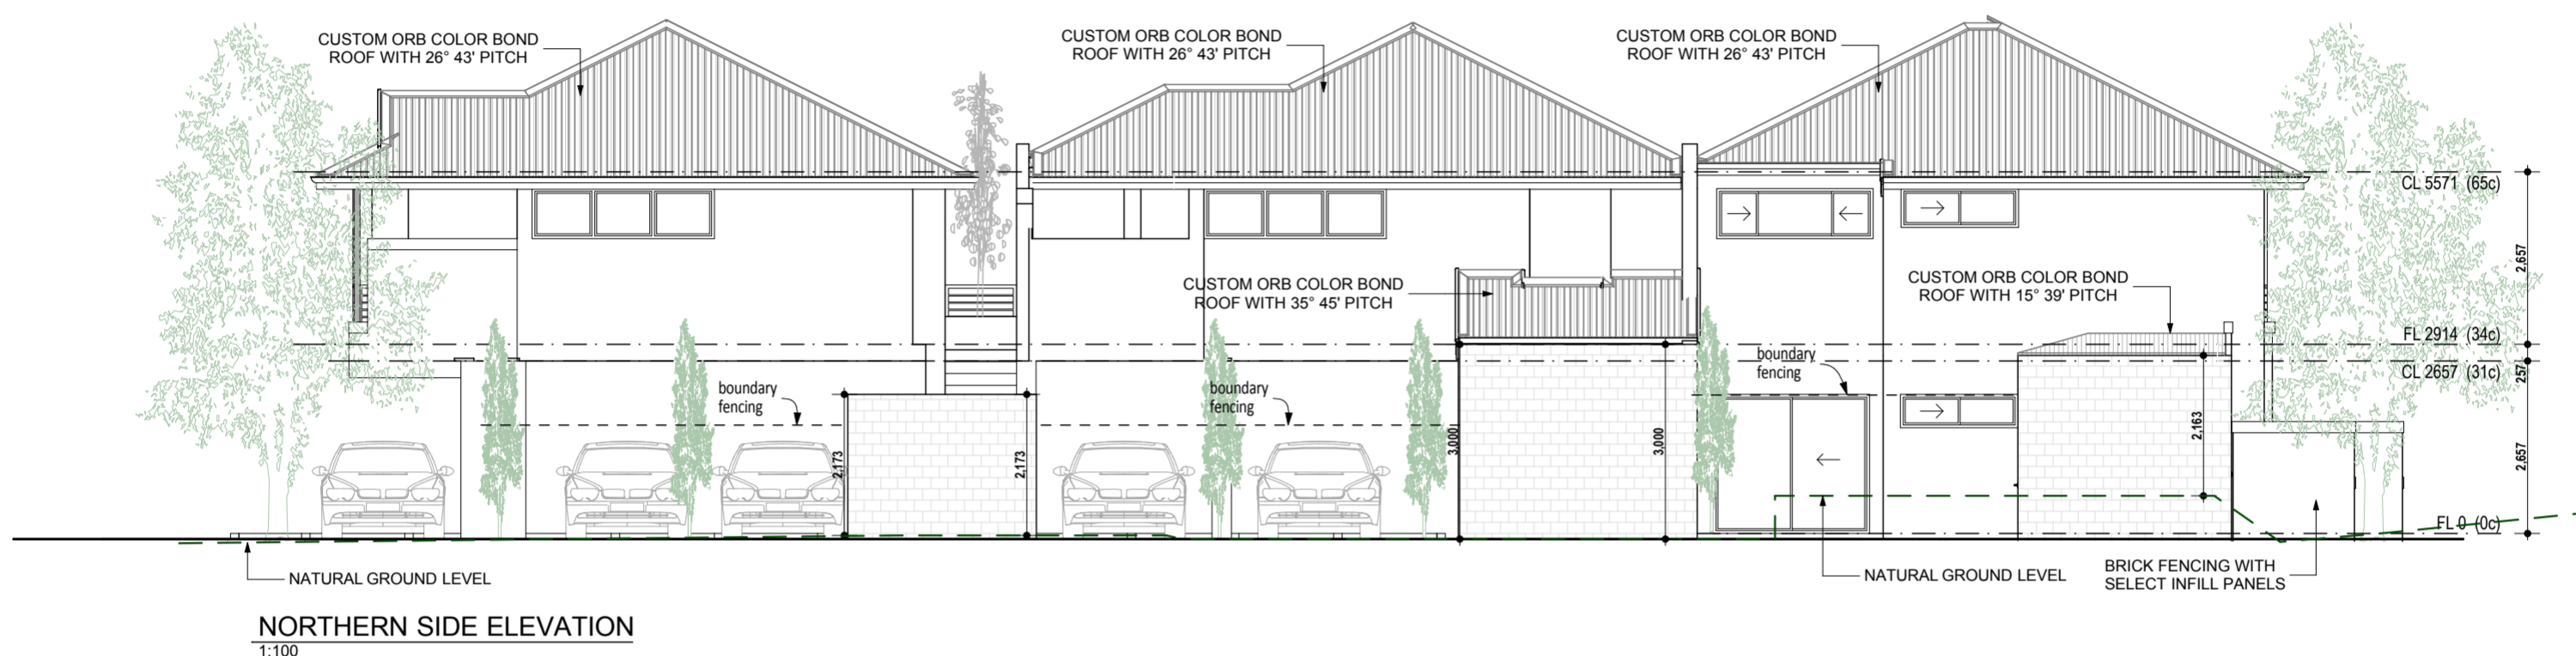 CUSTOM ORB COLOR BOND
ROOF WITH 26° 43' PITCH
CUSTOM ORB COLOR BOND
ROOF WITH 26° 43' PITCH
CUSTOM ORB COLOR BOND
ROOF WITH 26° 43' PITCH
CL 5571 (65c)
2,657
CUSTOM ORB COLOR BOND
ROOF WITH 35° 45' PITCH
CUSTOM ORB COLOR BOND
ROOF WITH 15° 39' PITCH
FL 2914 (34c)
257
CL 2657 (31c)
boundary
fencing
boundary
fencing
boundary
fencing
2,173
2,173
3,000
3,000
2,163
2,657
FL 0 (0c)
NATURAL GROUND LEVEL
NATURAL GROUND LEVEL
BRICK FENCING WITH
SELECT INFILL PANELS
NORTHERN SIDE ELEVATION
1:100